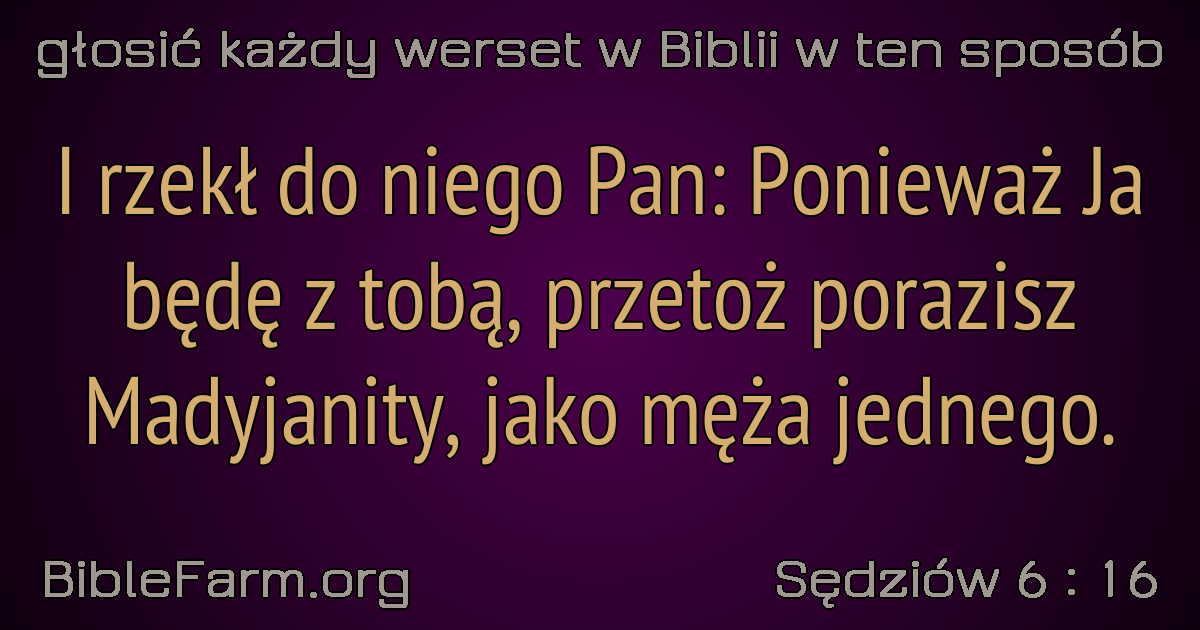 głosić każdy werset w Biblii w ten sposób
I rzekł do niego Pan: Ponieważ Ja
będę z tobą, przetoż porazisz
Madyjanity, jako męża jednego.
BibleFarm.org
Sędziów 6 : 16